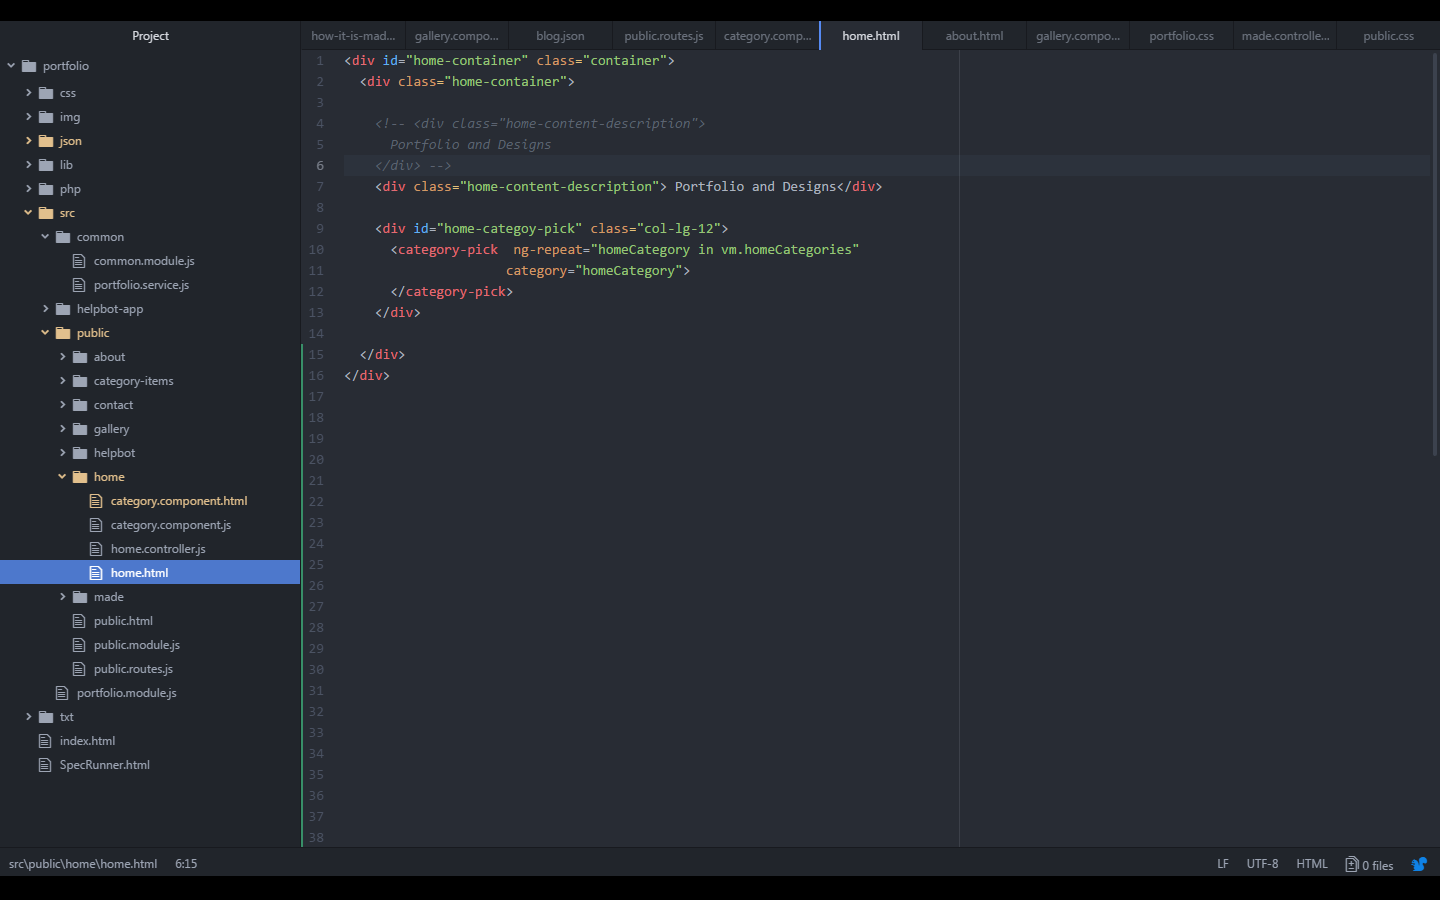 Project
how-it-is-mad... gallery.compo... blog.json public.routes.js category.comp... home.html about.html gallery.compo... portfolio.css made.controlle... public.css
portfolio
css
img
json
lib
php
src
common
common.module.js
portfolio.service.js
helpbot-app
public
about
category-items
contact
gallery
helpbot
home
category.component.html
category.component.js
home.controller.js
home.html
made
public.html
public.module.js
public.routes.js
portfolio.module.js
txt
index.html
SpecRunner.html
1 <div id="home-container" class="container">
2 <div class="home-container">
3
4 <!-- <div class="home-content-description">
5 Portfolio and Designs
6 </div> -->
7 <div class="home-content-description"> Portfolio and Designs</div>
8
9 <div id="home-categoy-pick" class="col-lg-12">
10 <category-pick ng-repeat="homeCategory in vm.homeCategories"
11 category="homeCategory">
12 </category-pick>
13 </div>
14
15 </div>
16 </div>
17
18
19
20
21
22
23
24
25
26
27
28
29
30
31
32
33
34
35
36
37
38
src\public\home\home.html 6:15 LF UTF-8 HTML 0 files